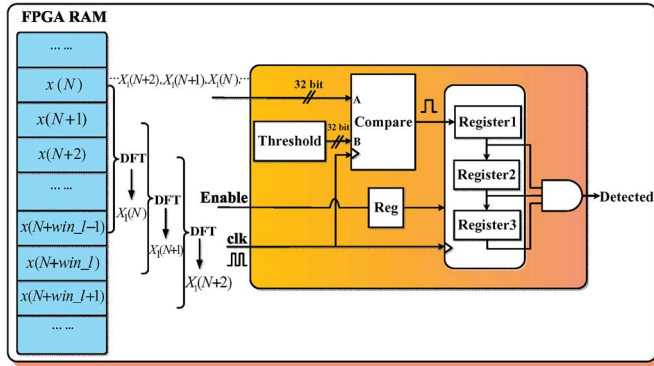 FPGA RAM
... ...
x(N)
x(N+1)
x(N+2)
... ...
x(N+win_l−1)
x(N+win_l)
x(N+win_l+1)
... ...
DFT
X₁(N)
DFT
X₁(N+1)
DFT
X₁(N+2)
···X₁(N+2),X₁(N+1),X₁(N),···
32 bit
A
32 bit
B
Threshold
Compare
Enable
Reg
clk
Register1
Register2
Register3
Detected